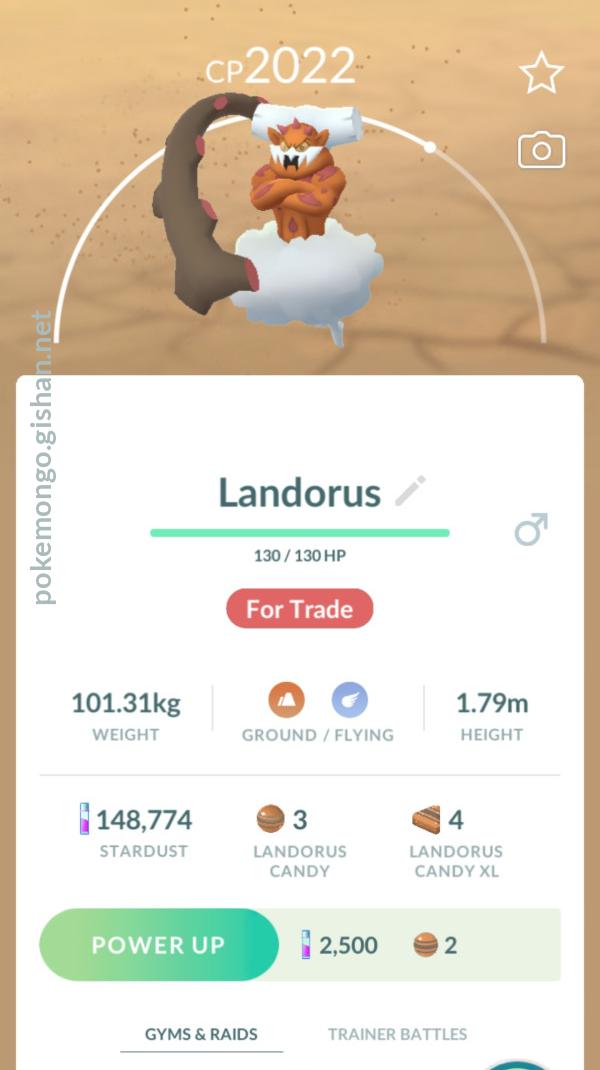 CP2022
pokemongo.gishan.net
Landorus
130 / 130 HP
For Trade
101.31kg
WEIGHT
GROUND / FLYING
1.79m
HEIGHT
148,774
STARDUST
3
LANDORUS
CANDY
4
LANDORUS
CANDY XL
POWER UP
2,500
2
GYMS & RAIDS
TRAINER BATTLES